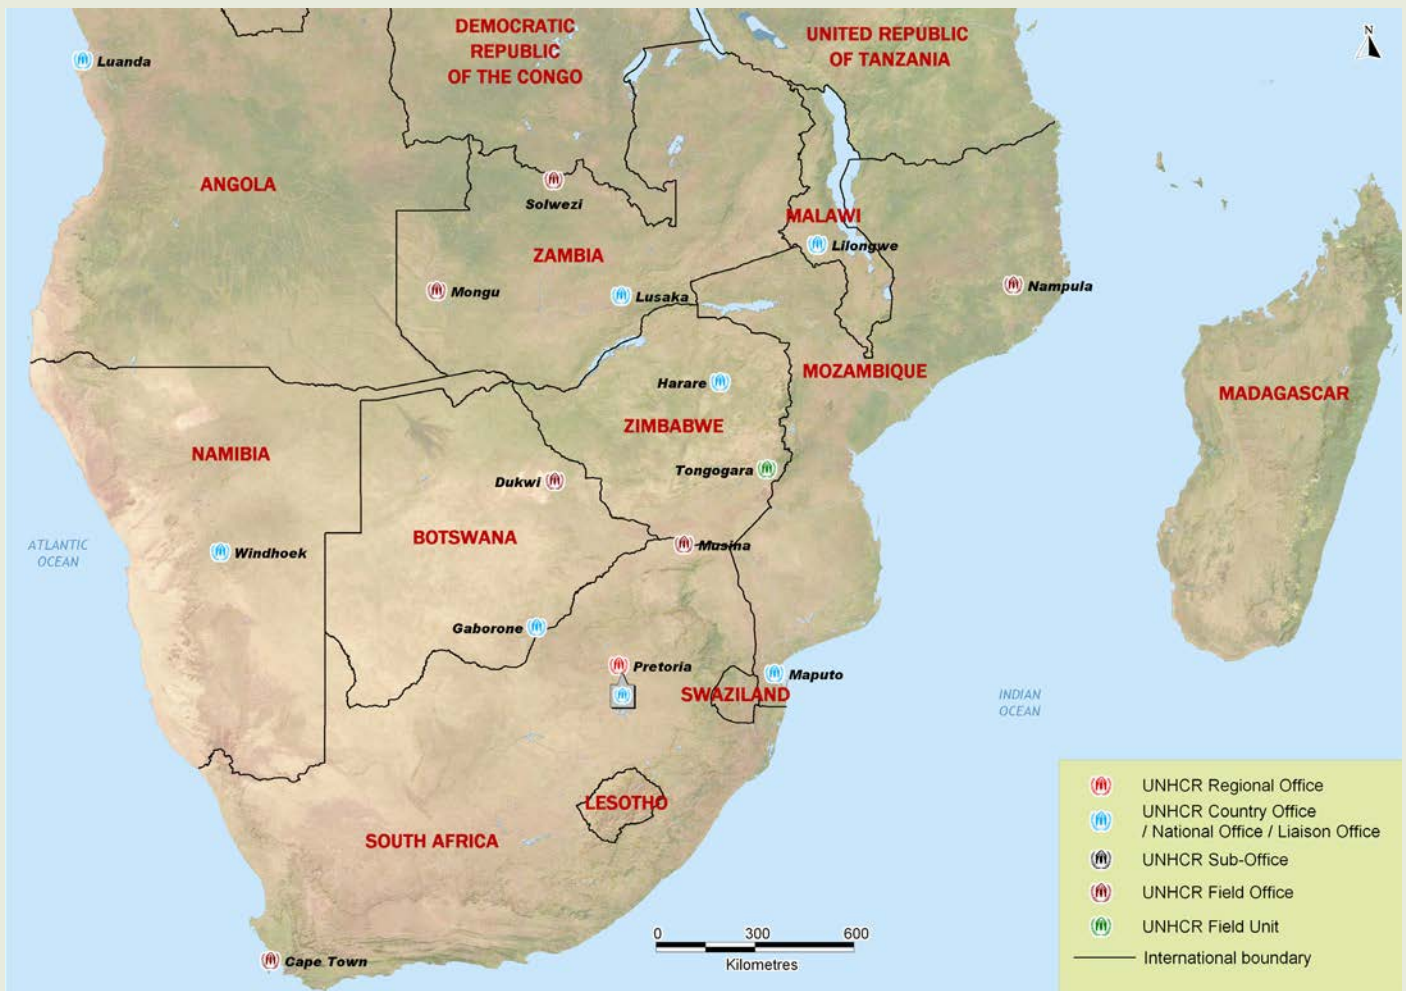 DEMOCRATIC
REPUBLIC
OF THE CONGO
UNITED REPUBLIC
OF TANZANIA
N
Luanda
ANGOLA
Solwezi
MALAWI
Lilongwe
ZAMBIA
Mongu
Lusaka
Nampula
MOZAMBIQUE
Harare
MADAGASCAR
ZIMBABWE
NAMIBIA
Tongogara
Dukwi
BOTSWANA
Musina
ATLANTIC
OCEAN
Windhoek
Gaborone
Pretoria
Maputo
SWAZILAND
INDIAN
OCEAN
LESOTHO
SOUTH AFRICA
Cape Town
0 300 600
Kilometres
UNHCR Regional Office
UNHCR Country Office
/ National Office / Liaison Office
UNHCR Sub-Office
UNHCR Field Office
UNHCR Field Unit
International boundary